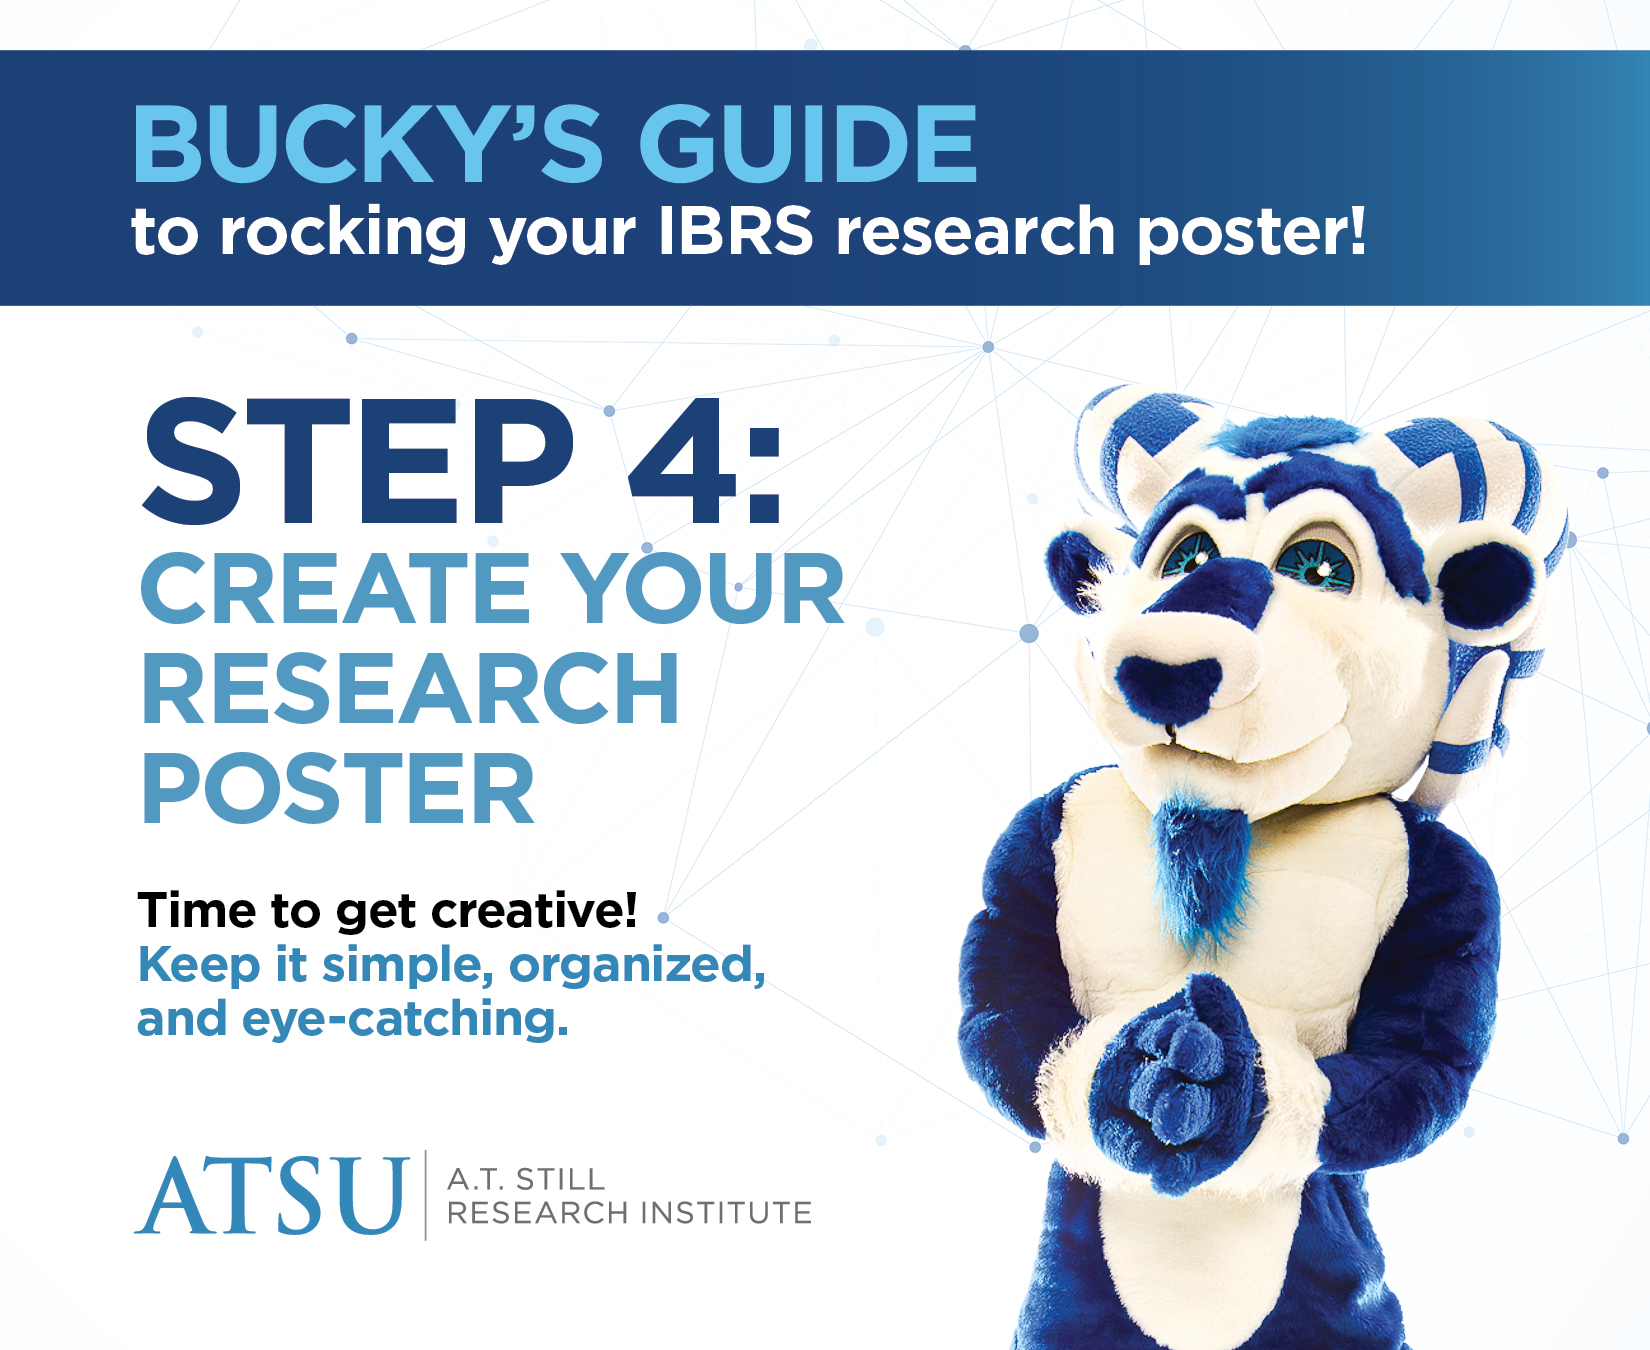 BUCKY’S GUIDE
to rocking your IBRS research poster!
STEP 4:
CREATE YOUR
RESEARCH
POSTER
Time to get creative!
Keep it simple, organized,
and eye-catching.
ATSU
A.T. STILL
RESEARCH INSTITUTE